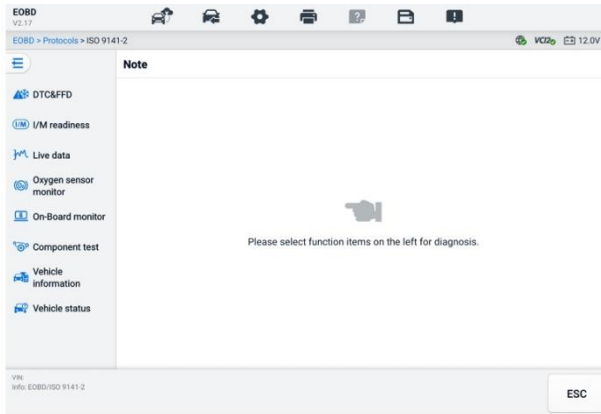 EOBD
V2.17
EOBD > Protocols > ISO 9141-2
VCI2 12.0V
Note
DTC&FFD
I/M I/M readiness
Live data
Oxygen sensor
monitor
On-Board monitor
Component test
Vehicle
information
Vehicle status
Please select function items on the left for diagnosis.
VIN:
Info: EOBD/ISO 9141-2
ESC